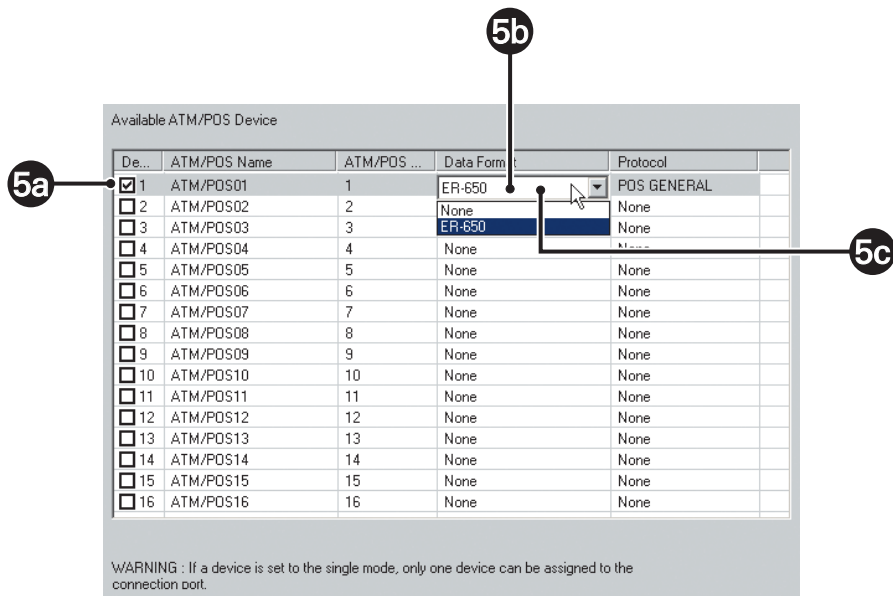 5b
Available ATM/POS Device
De... ATM/POS Name ATM/POS ... Data Format Protocol
5a
1 ATM/POS01 1 ER-650 POS GENERAL
2 ATM/POS02 2 None None
3 ATM/POS03 3 ER-650 None
5c
4 ATM/POS04 4 None None
5 ATM/POS05 5 None None
6 ATM/POS06 6 None None
7 ATM/POS07 7 None None
8 ATM/POS08 8 None None
9 ATM/POS09 9 None None
10 ATM/POS10 10 None None
11 ATM/POS11 11 None None
12 ATM/POS12 12 None None
13 ATM/POS13 13 None None
14 ATM/POS14 14 None None
15 ATM/POS15 15 None None
16 ATM/POS16 16 None None
WARNING : If a device is set to the single mode, only one device can be assigned to the
connection port.